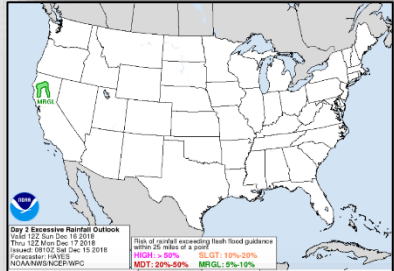 MRGL
NOAA
Day 2 Excessive Rainfall Outlook
Valid 12Z Sun Dec 16 2018
Thru 12Z Mon Dec 17 2018
Issued: 0810Z Sat Dec 15 2018
Forecaster: HAYES
NOAA/NWS/NCEP/WPC
Risk of rainfall exceeding flash flood guidance
within 25 miles of a point
HIGH: > 50% SLGT: 10%-20%
MDT: 20%-50% MRGL: 5%-10%